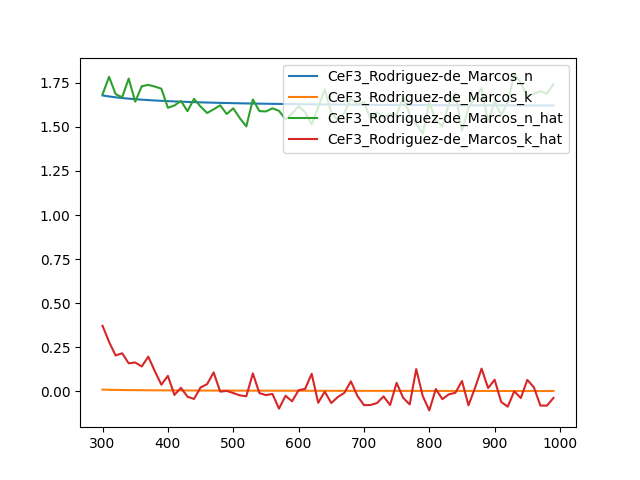 CeF3_Rodriguez-de_Marcos_n
CeF3_Rodriguez-de_Marcos_k
CeF3_Rodriguez-de_Marcos_n_hat
CeF3_Rodriguez-de_Marcos_k_hat
1.75
1.50
1.25
1.00
0.75
0.50
0.25
0.00
300 400 500 600 700 800 900 1000